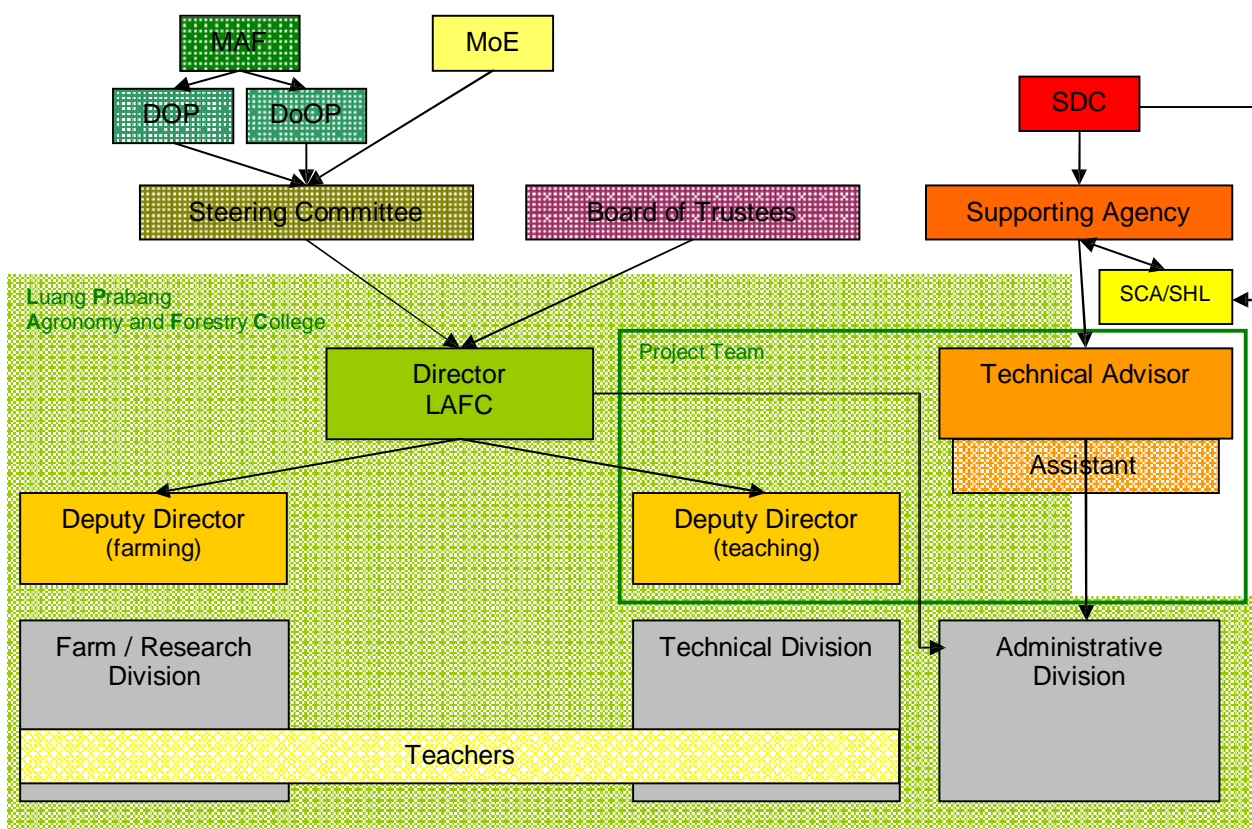 MAF
MoE
DOP
DoOP
SDC
Steering Committee
Board of Trustees
Supporting Agency
SCA/SHL
Luang Prabang
Agronomy and Forestry College
Project Team
Director
LAFC
Technical Advisor
Assistant
Deputy Director
(farming)
Deputy Director
(teaching)
Farm / Research
Division
Technical Division
Administrative
Division
Teachers